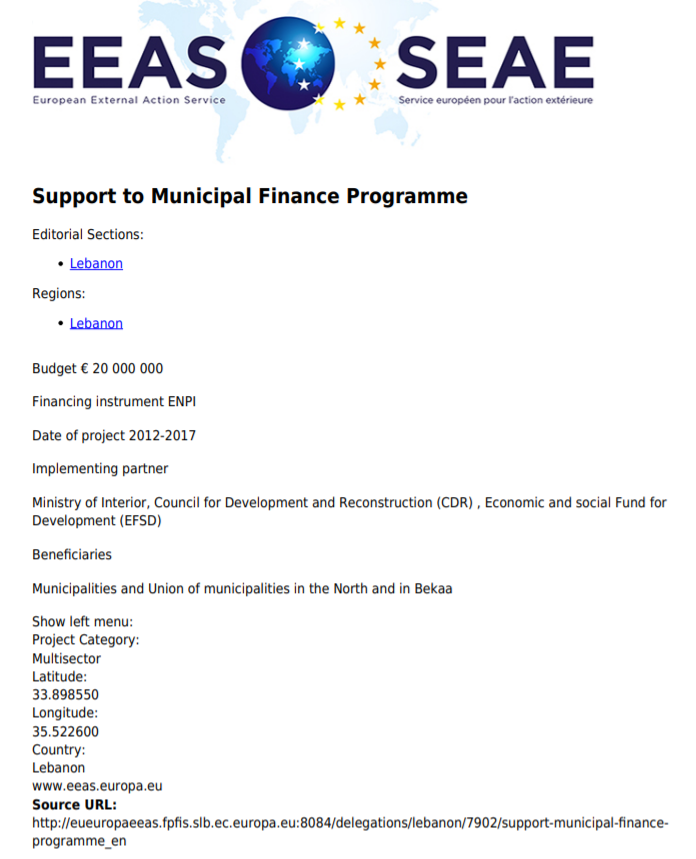 EEAS SEAE
European External Action Service Service européen pour l'action extérieure
Support to Municipal Finance Programme
Editorial Sections:
• Lebanon
Regions:
• Lebanon
Budget € 20 000 000
Financing instrument ENPI
Date of project 2012-2017
Implementing partner
Ministry of Interior, Council for Development and Reconstruction (CDR) , Economic and social Fund for
Development (EFSD)
Beneficiaries
Municipalities and Union of municipalities in the North and in Bekaa
Show left menu:
Project Category:
Multisector
Latitude:
33.898550
Longitude:
35.522600
Country:
Lebanon
www.eeas.europa.eu
Source URL:
http://eueuropaeeas.fpfis.slb.ec.europa.eu:8084/delegations/lebanon/7902/support-municipal-finance-
programme_en